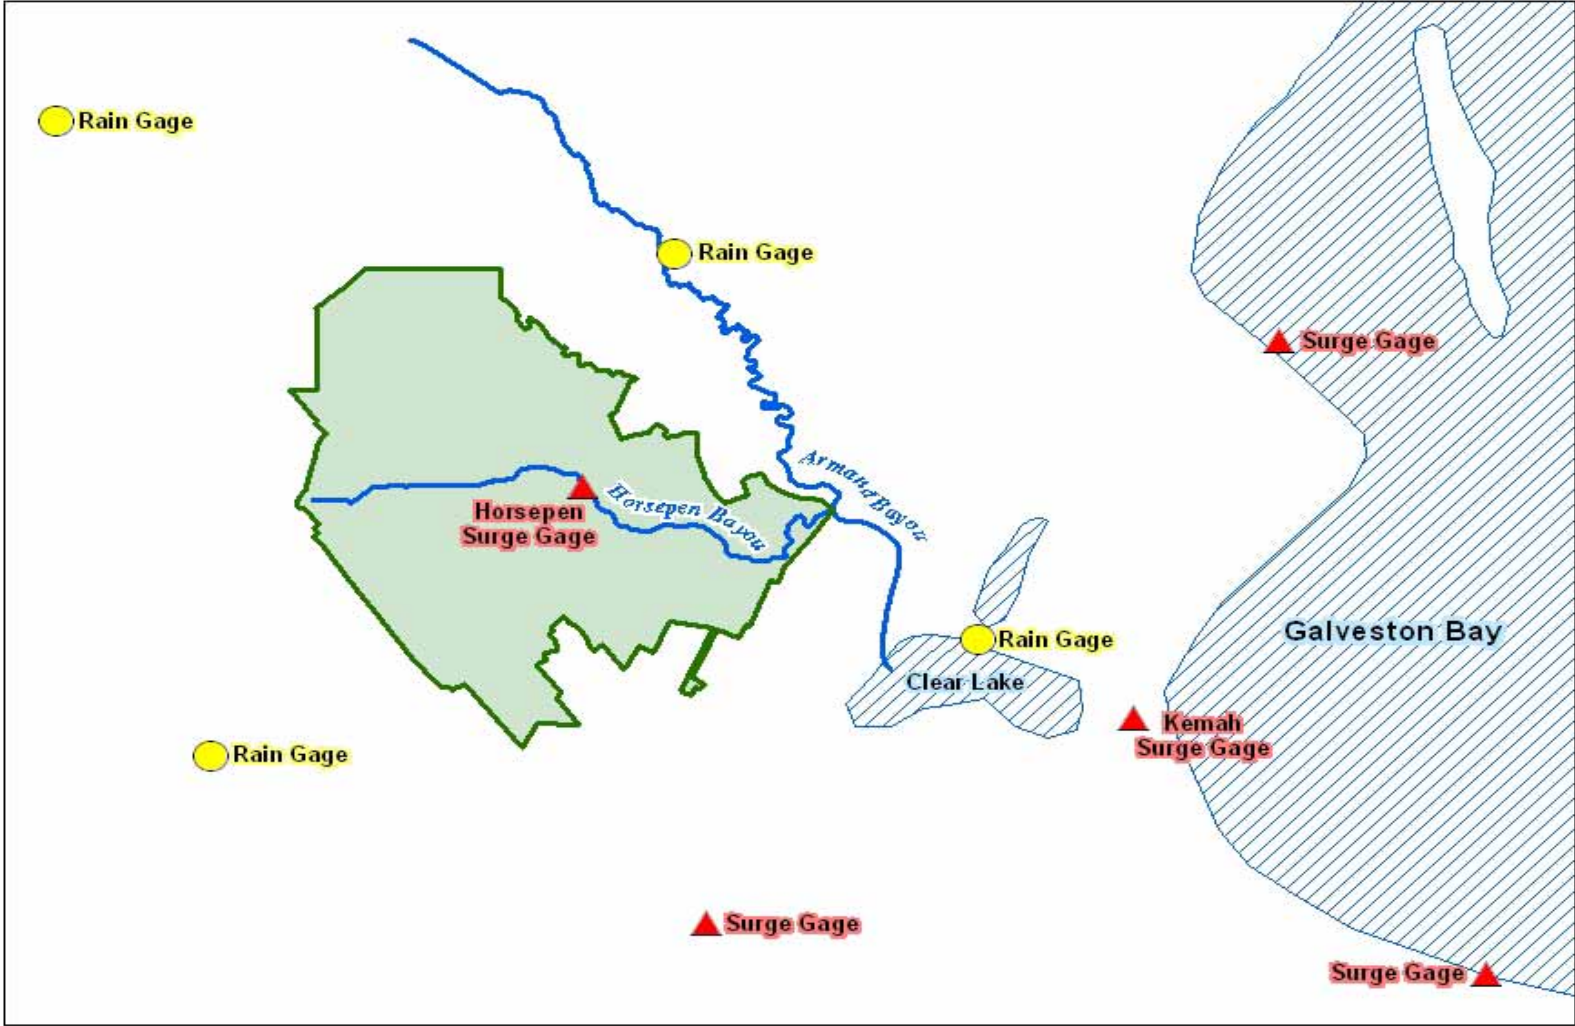 Rain Gage
Rain Gage
Surge Gage
Armand Bayou
Horsepen Bayou
Horsepen
Surge Gage
Galveston Bay
Rain Gage
Clear Lake
Kemah
Surge Gage
Rain Gage
Surge Gage
Surge Gage